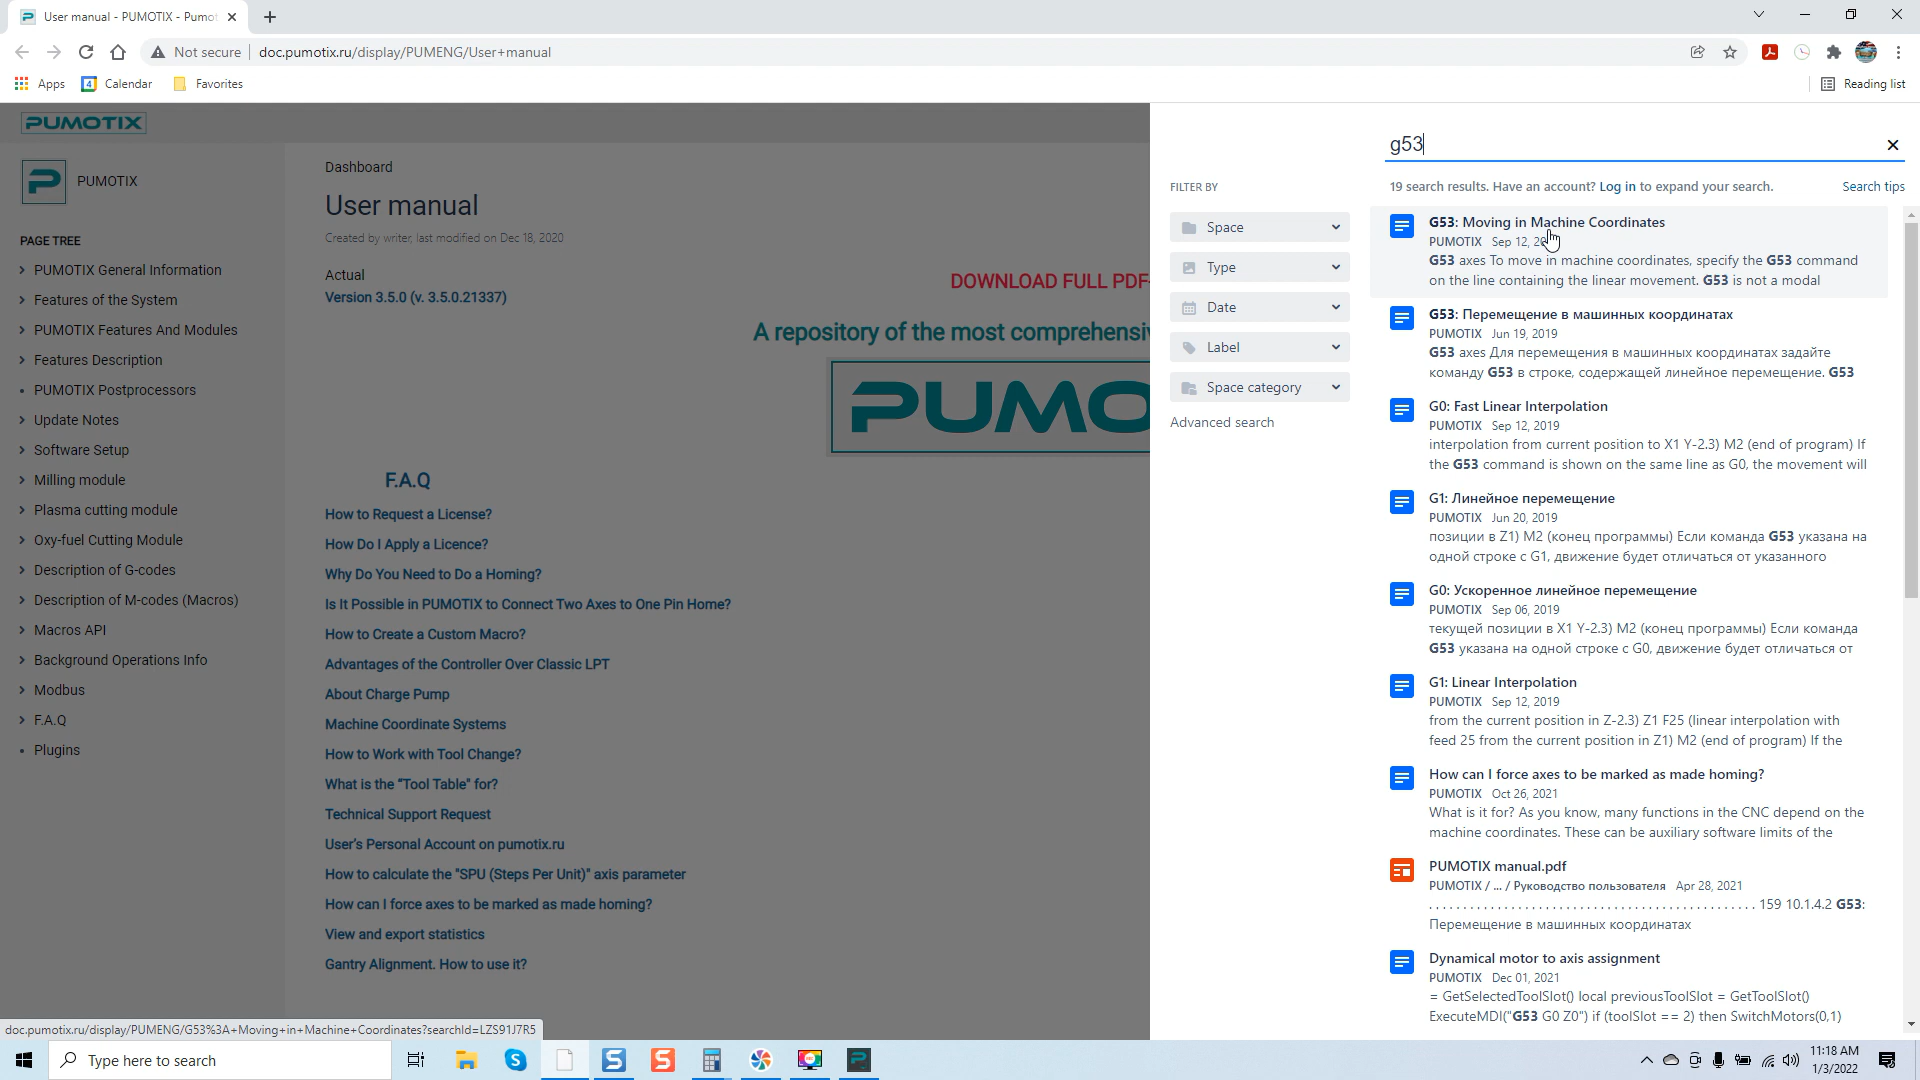 User manual - PUMOTIX - Pumot
Not secure
doc.pumotix.ru/display/PUMENG/User+manual
Apps
Calendar
Favorites
Reading list
PUMOTIX
PUMOTIX
PAGE TREE
PUMOTIX General Information
Features of the System
PUMOTIX Features And Modules
Features Description
PUMOTIX Postprocessors
Update Notes
Software Setup
Milling module
Plasma cutting module
Oxy-fuel Cutting Module
Description of G-codes
Description of M-codes (Macros)
Macros API
Background Operations Info
Modbus
F.A.Q
Plugins
Dashboard
User manual
Created by writer, last modified on Dec 18, 2020
Actual
Version 3.5.0 (v. 3.5.0.21337)
DOWNLOAD FULL PDF-
A repository of the most comprehensiv
PUMO
F.A.Q
How to Request a License?
How Do I Apply a Licence?
Why Do You Need to Do a Homing?
Is It Possible in PUMOTIX to Connect Two Axes to One Pin Home?
How to Create a Custom Macro?
Advantages of the Controller Over Classic LPT
About Charge Pump
Machine Coordinate Systems
How to Work with Tool Change?
What is the "Tool Table" for?
Technical Support Request
User's Personal Account on pumotix.ru
How to calculate the "SPU (Steps Per Unit)" axis parameter
How can I force axes to be marked as made homing?
View and export statistics
Gantry Alignment. How to use it?
g53
FILTER BY
Space
Type
Date
Label
Space category
Advanced search
19 search results. Have an account? Log in to expand your search.
Search tips
G53: Moving in Machine Coordinates
PUMOTIX Sep 12,
G53 axes To move in machine coordinates, specify the G53 command
on the line containing the linear movement. G53 is not a modal
G53: Перемещение в машинных координатах
PUMOTIX Jun 19, 2019
G53 axes Для перемещения в машинных координатах задайте
команду G53 в строке, содержащей линейное перемещение. G53
G0: Fast Linear Interpolation
PUMOTIX Sep 12, 2019
interpolation from current position to X1 Y-2.3) M2 (end of program) If
the G53 command is shown on the same line as G0, the movement will
G1: Линейное перемещение
PUMOTIX Jun 20, 2019
позиции в Z1) M2 (конец программы) Если команда G53 указана на
одной строке с G1, движение будет отличаться от указанного
G0: Ускоренное линейное перемещение
PUMOTIX Sep 06, 2019
текущей позиции в X1 Y-2.3) M2 (конец программы) Если команда
G53 указана на одной строке с G0, движение будет отличаться от
G1: Linear Interpolation
PUMOTIX Sep 12, 2019
from the current position in Z-2.3) Z1 F25 (linear interpolation with
feed 25 from the current position in Z1) M2 (end of program) If the
How can I force axes to be marked as made homing?
PUMOTIX Oct 26, 2021
What is it for? As you know, many functions in the CNC depend on the
machine coordinates. These can be auxiliary software limits of the
PUMOTIX manual.pdf
PUMOTIX / ... / Руководство пользователя Apr 28, 2021
. . . . . . . . . . . . . . . . . . . . . . . . . . . . . . . . . . . . . . . . . . . . . . . 159 10.1.4.2 G53:
Перемещение в машинных координатах
Dynamical motor to axis assignment
PUMOTIX Dec 01, 2021
= GetSelectedToolSlot() local previousToolSlot = GetToolSlot()
ExecuteMDI("G53 G0 Z0") if (toolSlot == 2) then SwitchMotors(0,1)
doc.pumotix.ru/display/PUMENG/G53%3A+Moving+in+Machine+Coordinates?searchId=LZS91J7R5
Type here to search
11:18 AM
1/3/2022